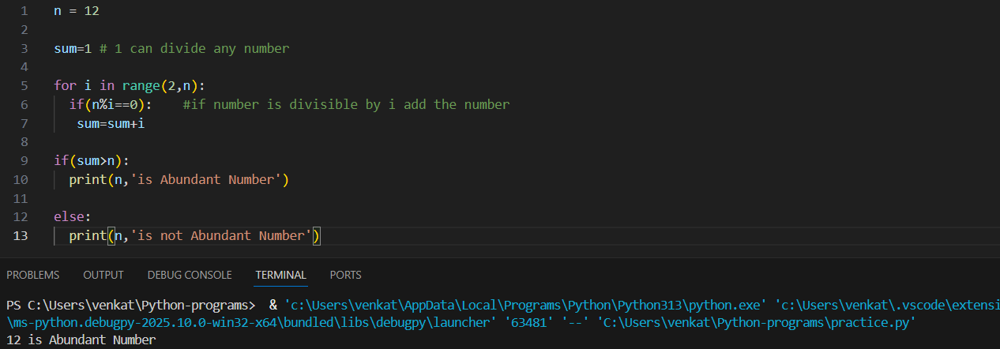 1 n = 12
2
3 sum=1 # 1 can divide any number
4
5 for i in range(2,n):
6 if(n%i==0): #if number is divisible by i add the number
7 sum=sum+i
8
9 if(sum>n):
10 print(n,'is Abundant Number')
11
12 else:
13 print(n,'is not Abundant Number')
PROBLEMS OUTPUT DEBUG CONSOLE TERMINAL PORTS
PS C:\Users\venkat\Python-programs> & 'c:\Users\venkat\AppData\Local\Programs\Python\Python313\python.exe' 'c:\Users\venkat\.vscode\extensi
\ms-python.debugpy-2025.10.0-win32-x64\bundled\libs\debugpy\launcher' '63481' '--' 'C:\Users\venkat\Python-programs\practice.py'
12 is Abundant Number